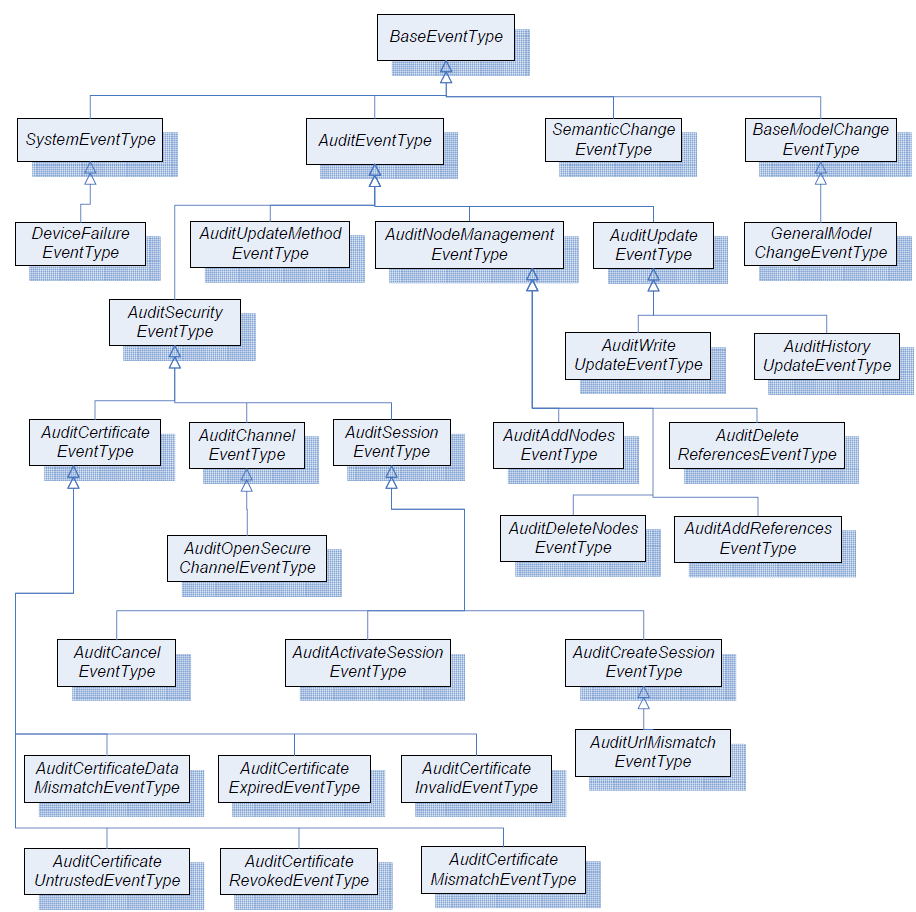 BaseEventType
SystemEventType
AuditEventType
SemanticChange
EventType
BaseModelChange
EventType
DeviceFailure
EventType
AuditUpdateMethod
EventType
AuditNodeManagement
EventType
AuditUpdate
EventType
GeneralModel
ChangeEventType
AuditSecurity
EventType
AuditWrite
UpdateEventType
AuditHistory
UpdateEventType
AuditCertificate
EventType
AuditChannel
EventType
AuditSession
EventType
AuditAddNodes
EventType
AuditDelete
ReferencesEventType
AuditOpenSecure
ChannelEventType
AuditDeleteNodes
EventType
AuditAddReferences
EventType
AuditCancel
EventType
AuditActivateSession
EventType
AuditCreateSession
EventType
AuditUrlMismatch
EventType
AuditCertificateData
MismatchEventType
AuditCertificate
ExpiredEventType
AuditCertificate
InvalidEventType
AuditCertificate
UntrustedEventType
AuditCertificate
RevokedEventType
AuditCertificate
MismatchEventType